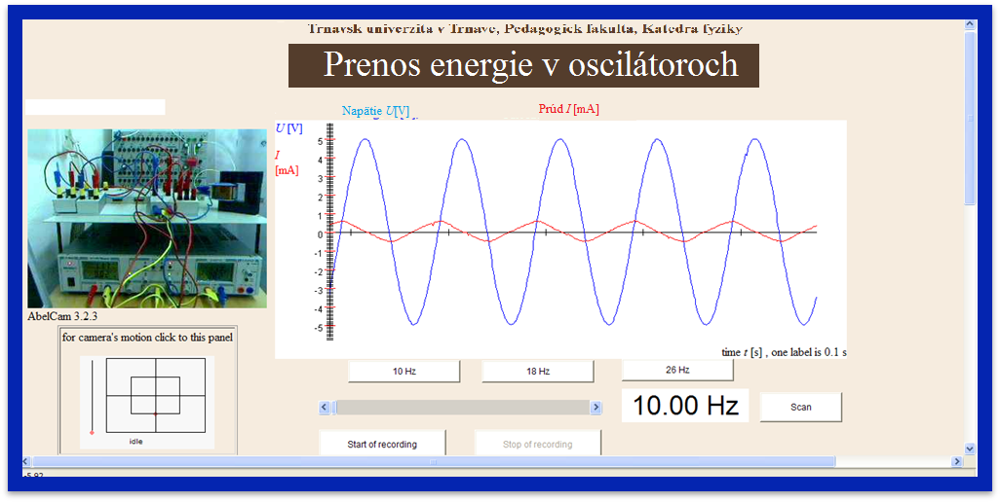 Trnavsk univerzita v Trnave, Pedagogick fakulta, Katedra fyziky
Prenos energie v oscilátoroch
Napätie U[V]
Prúd I [mA]
U [V]
I
[mA]
5
4
3
2
1
0
-1
-2
-3
-4
-5
time t [s] , one label is 0.1 s
AbelCam 3.2.3
for camera's motion click to this panel
idle
10 Hz
18 Hz
26 Hz
10.00 Hz
Scan
Start of recording
Stop of recording